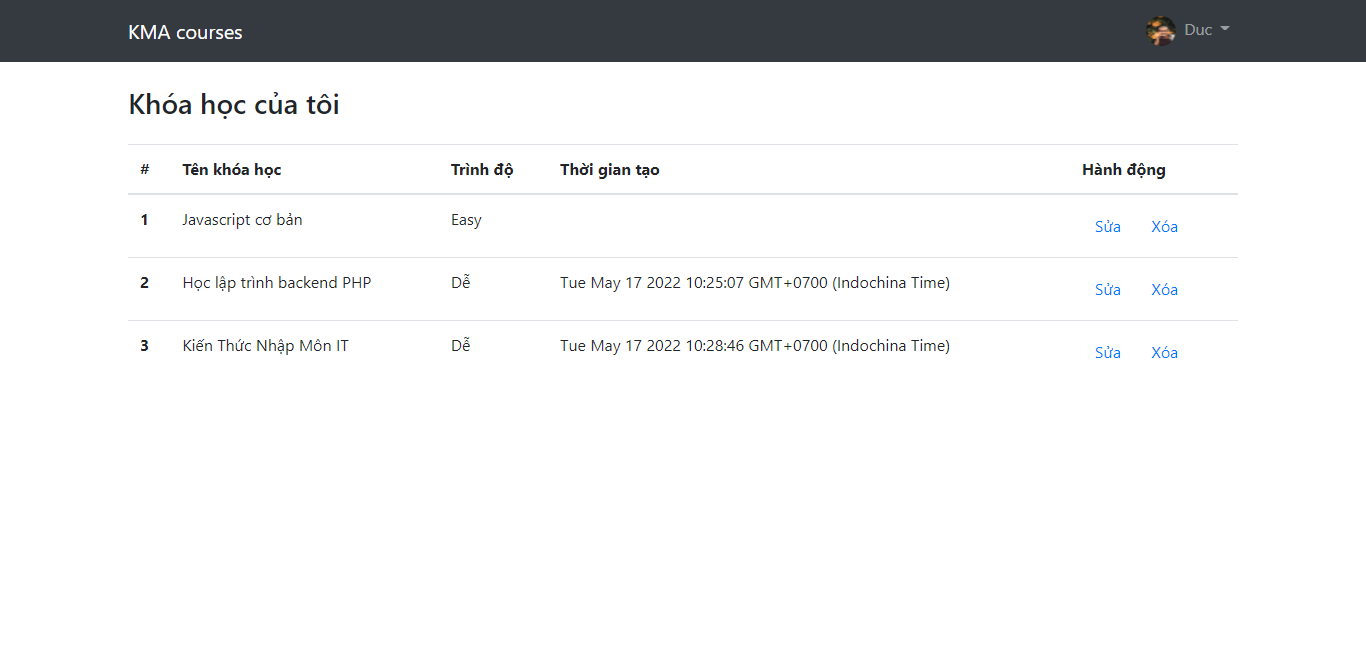 KMA courses Duc
Khóa học của tôi
# Tên khóa học Trình độ Thời gian tạo Hành động
1 Javascript cơ bản Easy Sửa Xóa
2 Học lập trình backend PHP Dễ Tue May 17 2022 10:25:07 GMT+0700 (Indochina Time) Sửa Xóa
3 Kiến Thức Nhập Môn IT Dễ Tue May 17 2022 10:28:46 GMT+0700 (Indochina Time) Sửa Xóa